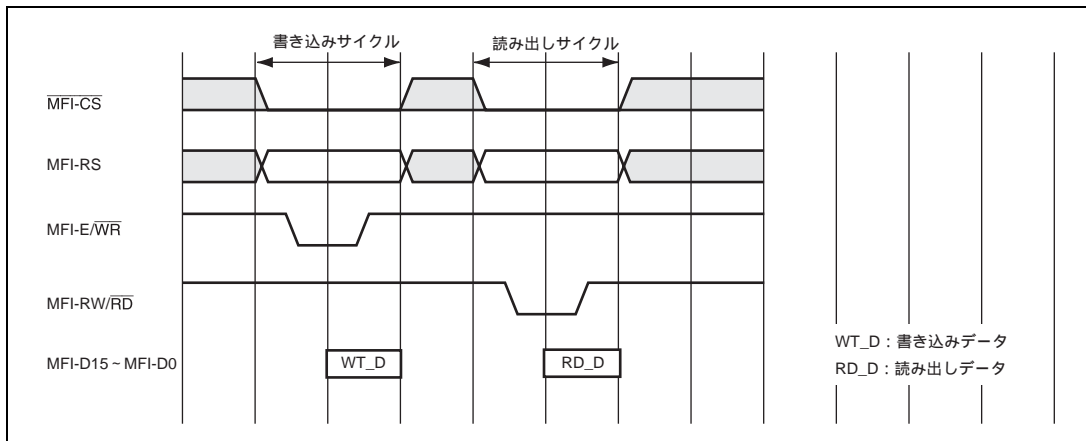 書き込みサイクル
読み出しサイクル
MFI-CS
MFI-RS
MFI-E/WR
MFI-RW/RD
MFI-D15 ~ MFI-D0
WT_D
RD_D
WT_D：書き込みデータ
RD_D：読み出しデータ